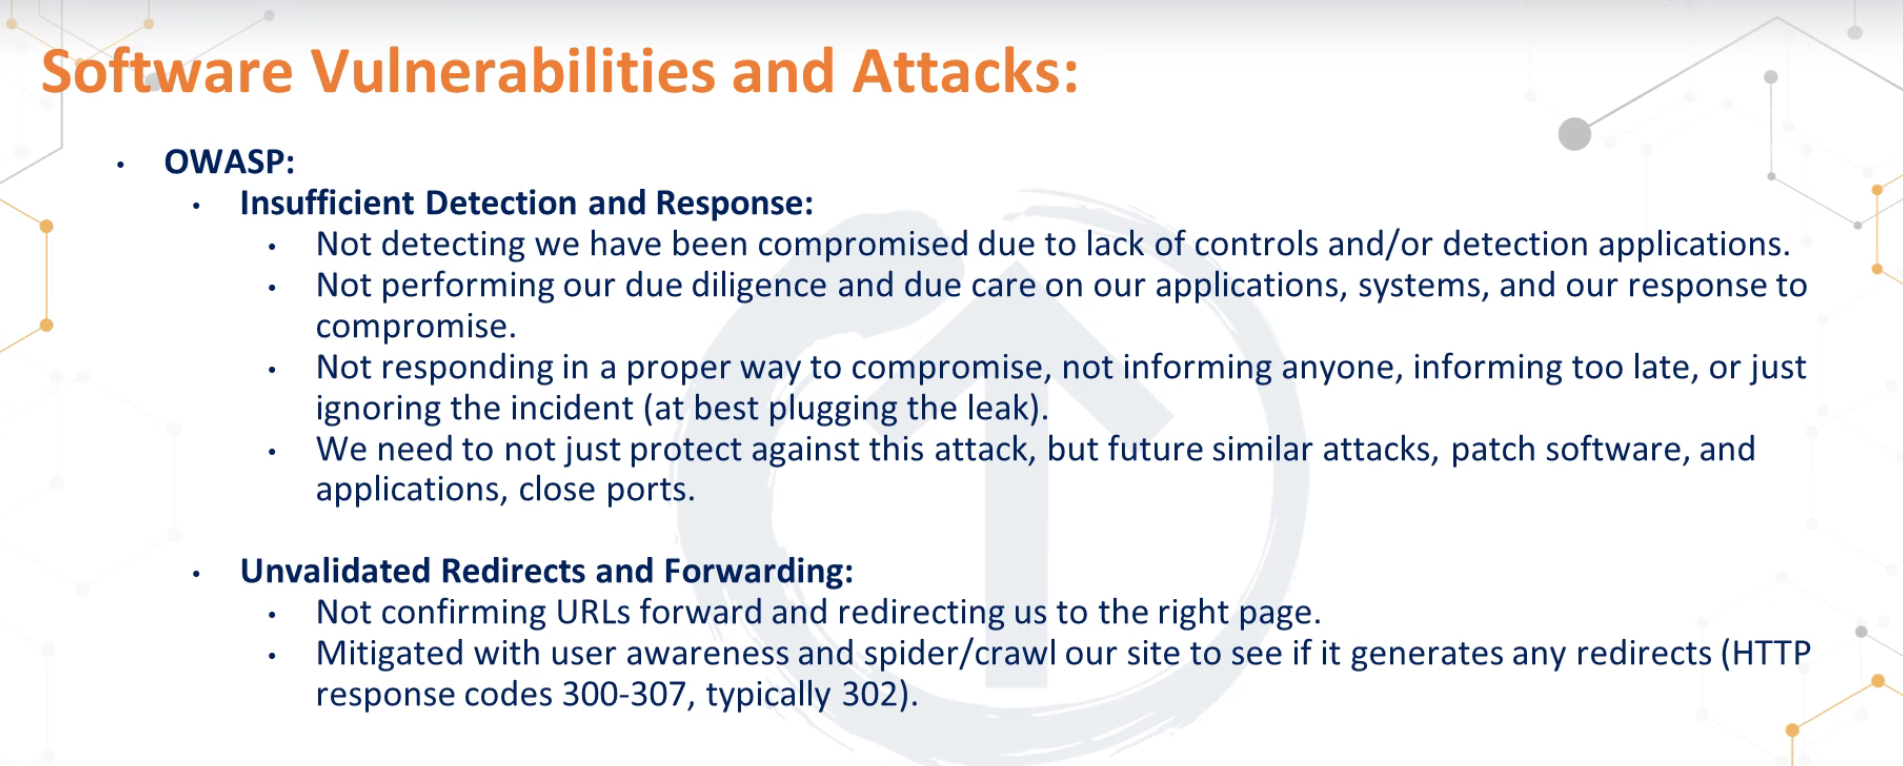 Software Vulnerabilities and Attacks:
• OWASP:
• Insufficient Detection and Response:
• Not detecting we have been compromised due to lack of controls and/or detection applications.
• Not performing our due diligence and due care on our applications, systems, and our response to
compromise.
• Not responding in a proper way to compromise, not informing anyone, informing too late, or just
ignoring the incident (at best plugging the leak).
• We need to not just protect against this attack, but future similar attacks, patch software, and
applications, close ports.
• Unvalidated Redirects and Forwarding:
• Not confirming URLs forward and redirecting us to the right page.
• Mitigated with user awareness and spider/crawl our site to see if it generates any redirects (HTTP
response codes 300-307, typically 302).